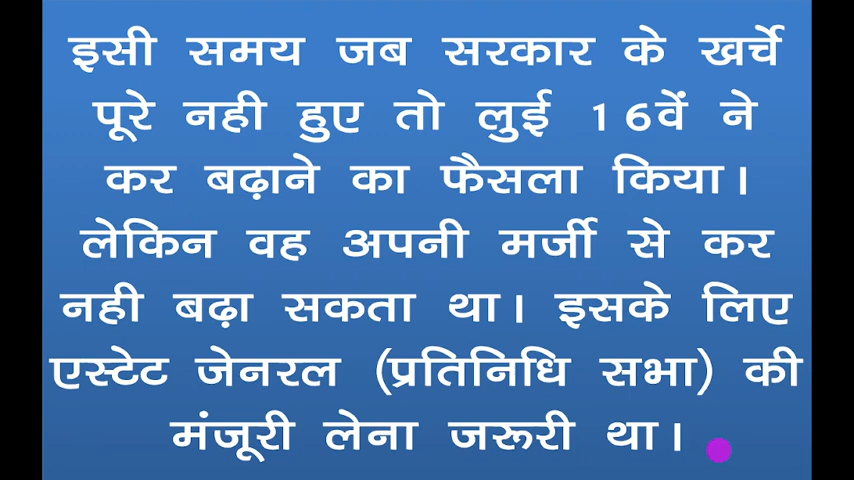 इसी समय जब सरकार के खर्चे
पूरे नही हुए तो लुई 16वें ने
कर बढ़ाने का फैसला किया।
लेकिन वह अपनी मर्जी से कर
नही बढ़ा सकता था। इसके लिए
एस्टेट जेनरल (प्रतिनिधि सभा) की
मंजूरी लेना जरूरी था।